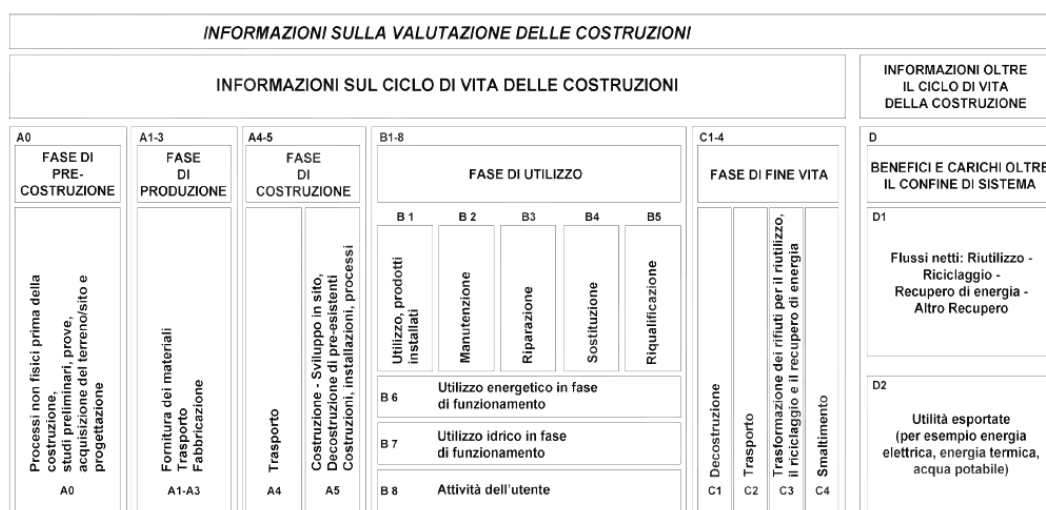 INFORMAZIONI SULLA VALUTAZIONE DELLE COSTRUZIONI
INFORMAZIONI SUL CICLO DI VITA DELLE COSTRUZIONI
INFORMAZIONI OLTRE
IL CICLO DI VITA
DELLA COSTRUZIONE
A0
FASE DI
PRE-
COSTRUZIONE
A1-3
FASE
DI
PRODUZIONE
A4-5
FASE
DI
COSTRUZIONE
B1-8
FASE DI UTILIZZO
C1-4
FASE DI FINE VITA
D
BENEFICI E CARICHI OLTRE
IL CONFINE DI SISTEMA
Processi non fisici prima della
costruzione,
studi preliminari, prove,
acquisizione del terreno/sito e
progettazione
A0
Fornitura dei materiali
Trasporto
Fabbricazione
A1-A3
Trasporto
A4
Costruzione - Sviluppo in sito,
Decostruzione di pre-esistenti
Costruzioni, installazioni, processi
A5
B 1
Utilizzo, prodotti
installati
B 2
Manutenzione
B3
Riparazione
B4
Sostituzione
B5
Riqualificazione
B 6
Utilizzo energetico in fase
di funzionamento
B 7
Utilizzo idrico in fase
di funzionamento
B 8
Attività dell'utente
Decostruzione
C1
Trasporto
C2
Trasformazione dei rifiuti per il riutilizzo,
il riciclaggio e il recupero di energia
C3
Smaltimento
C4
D1
Flussi netti: Riutilizzo -
Riciclaggio -
Recupero di energia -
Altro Recupero
D2
Utilità esportate
(per esempio energia
elettrica, energia termica,
acqua potabile)